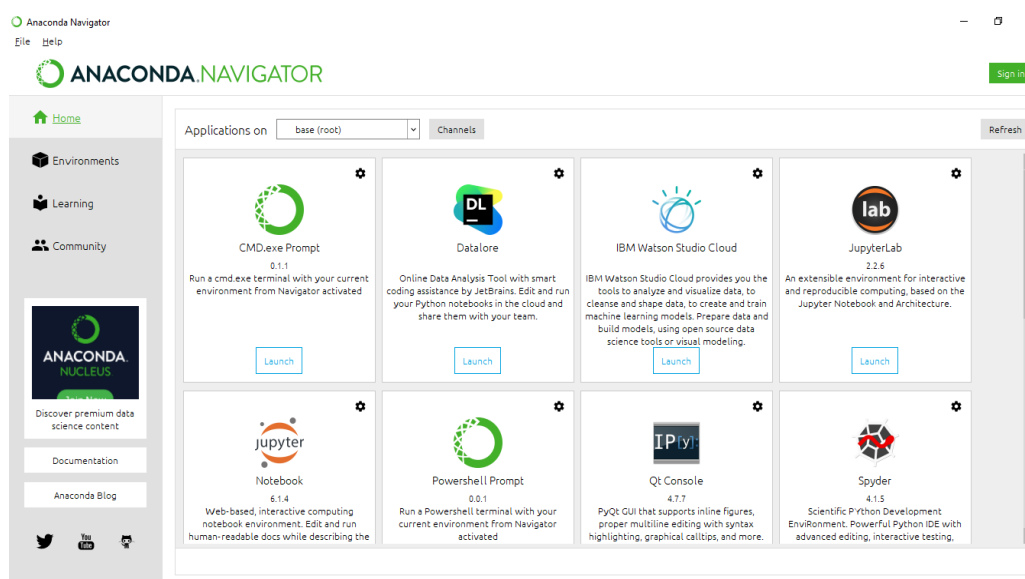 Anaconda Navigator
File Help
ANACONDA.NAVIGATOR
Sign in
Home
Environments
Learning
Community
ANACONDA.
NUCLEUS
Join Now
Discover premium data
science content
Documentation
Anaconda Blog
You
Tube
Applications on base (root) Channels Refresh
CMD.exe Prompt
0.1.1
Run a cmd.exe terminal with your current
environment from Navigator activated
Launch
DL
Datalore
Online Data Analysis Tool with smart
coding assistance by JetBrains. Edit and run
your Python notebooks in the cloud and
share them with your team.
Launch
IBM Watson Studio Cloud
IBM Watson Studio Cloud provides you the
tools to analyze and visualize data, to
cleanse and shape data, to create and train
machine learning models. Prepare data and
build models, using open source data
science tools or visual modeling.
Launch
lab
JupyterLab
2.2.6
An extensible environment for interactive
and reproducible computing, based on the
Jupyter Notebook and Architecture.
Launch
jupyter
Notebook
6.1.4
Web-based, interactive computing
notebook environment. Edit and run
human-readable docs while describing the
Powershell Prompt
0.0.1
Run a Powershell terminal with your
current environment from Navigator
activated
IP[y]:
Qt Console
4.7.7
PyQt GUI that supports inline figures,
proper multiline editing with syntax
highlighting, graphical calltips, and more.
Spyder
4.1.5
Scientific PYthon Development
EnviRonment. Powerful Python IDE with
advanced editing, interactive testing,